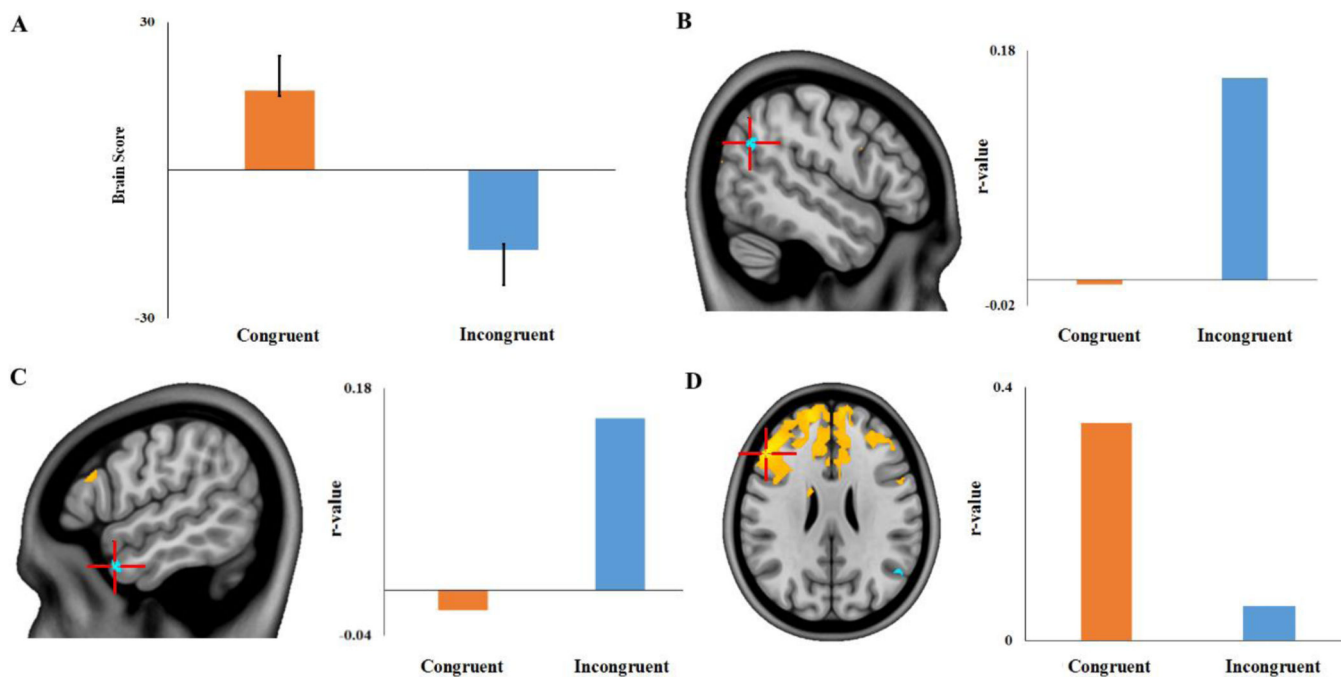 A
30
Brain Score
-30
Congruent
Incongruent
B
0.18
r-value
-0.02
Congruent
Incongruent
C
0.18
r-value
-0.04
Congruent
Incongruent
D
0.4
r-value
0
Congruent
Incongruent